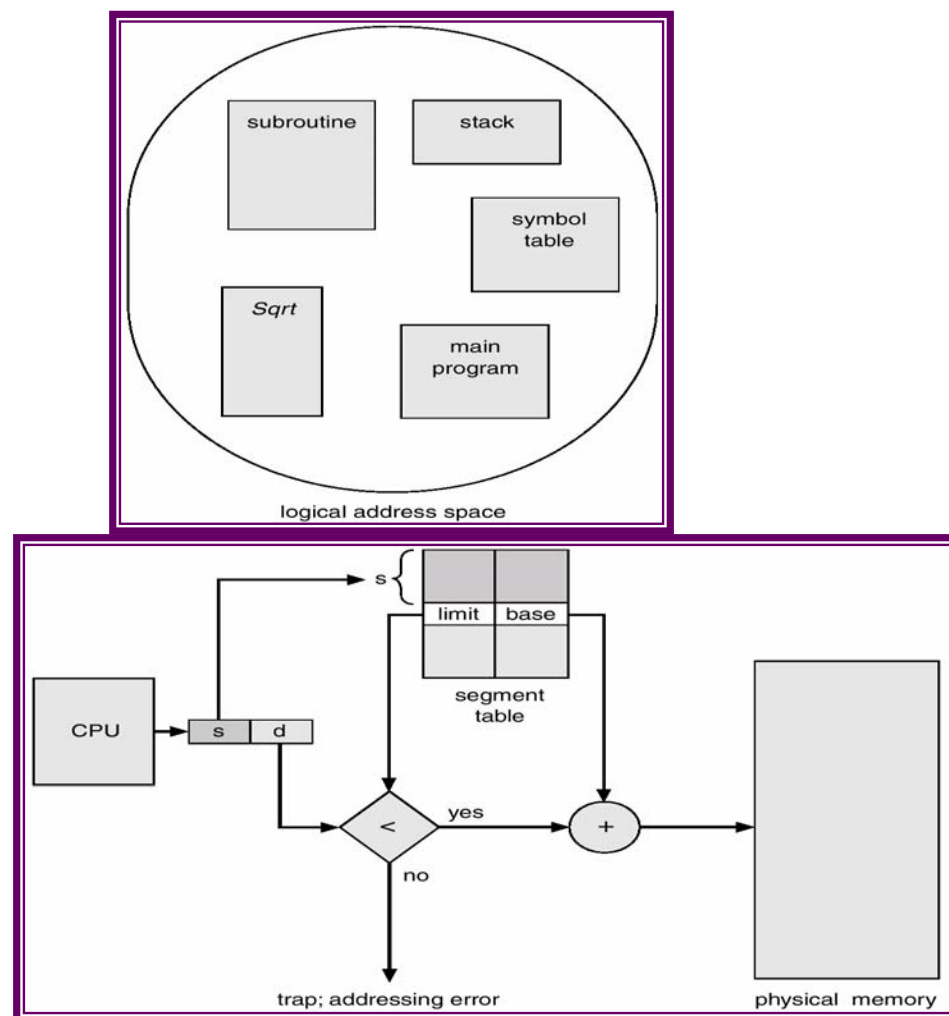 subroutine
stack
symbol
table
Sqrt
main
program
logical address space
s
limit base
segment
table
CPU
s d
< yes +
no
trap; addressing error
physical memory